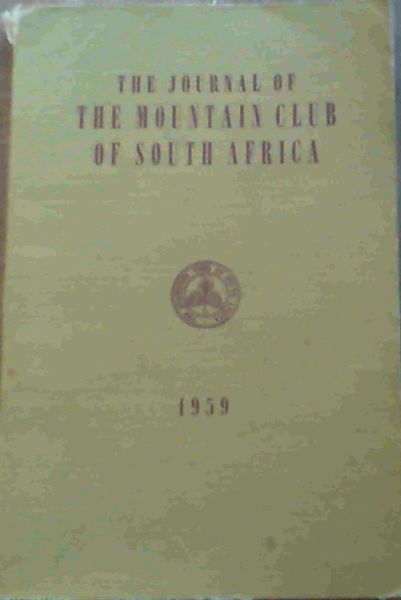 THE JOURNAL OF
THE MOUNTAIN CLUB
OF SOUTH AFRICA
1959